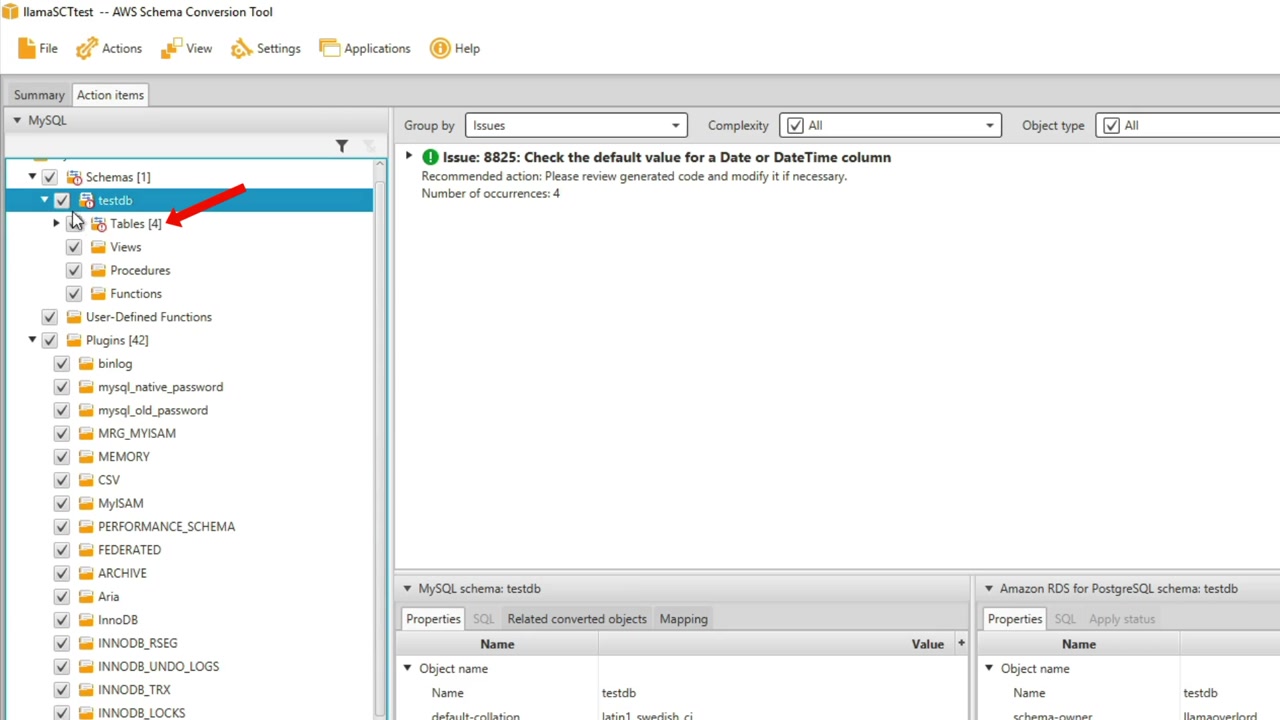 llamaSCTtest -- AWS Schema Conversion Tool
File Actions View Settings Applications Help
Summary Action items
MySQL
Schemas [1]
testdb
Tables [4]
Views
Procedures
Functions
User-Defined Functions
Plugins [42]
binlog
mysql_native_password
mysql_old_password
MRG_MYISAM
MEMORY
CSV
MyISAM
PERFORMANCE_SCHEMA
FEDERATED
ARCHIVE
Aria
InnoDB
INNODB_RSEG
INNODB_UNDO_LOGS
INNODB_TRX
INNODB_LOCKS
Group by Issues Complexity All Object type All
Issue: 8825: Check the default value for a Date or DateTime column
Recommended action: Please review generated code and modify it if necessary.
Number of occurrences: 4
MySQL schema: testdb
Properties SQL Related converted objects Mapping
Name Value +
Object name
Name testdb
default-collation latin1_swedish_ci
Amazon RDS for PostgreSQL schema: testdb
Properties SQL Apply status
Name
Object name
Name testdb
schema-owner llamaoverlord